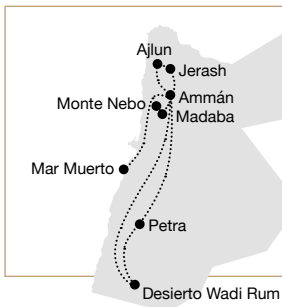 Ajlun
Jerash
Ammán
Monte Nebo
Madaba
Mar Muerto
Petra
Desierto Wadi Rum